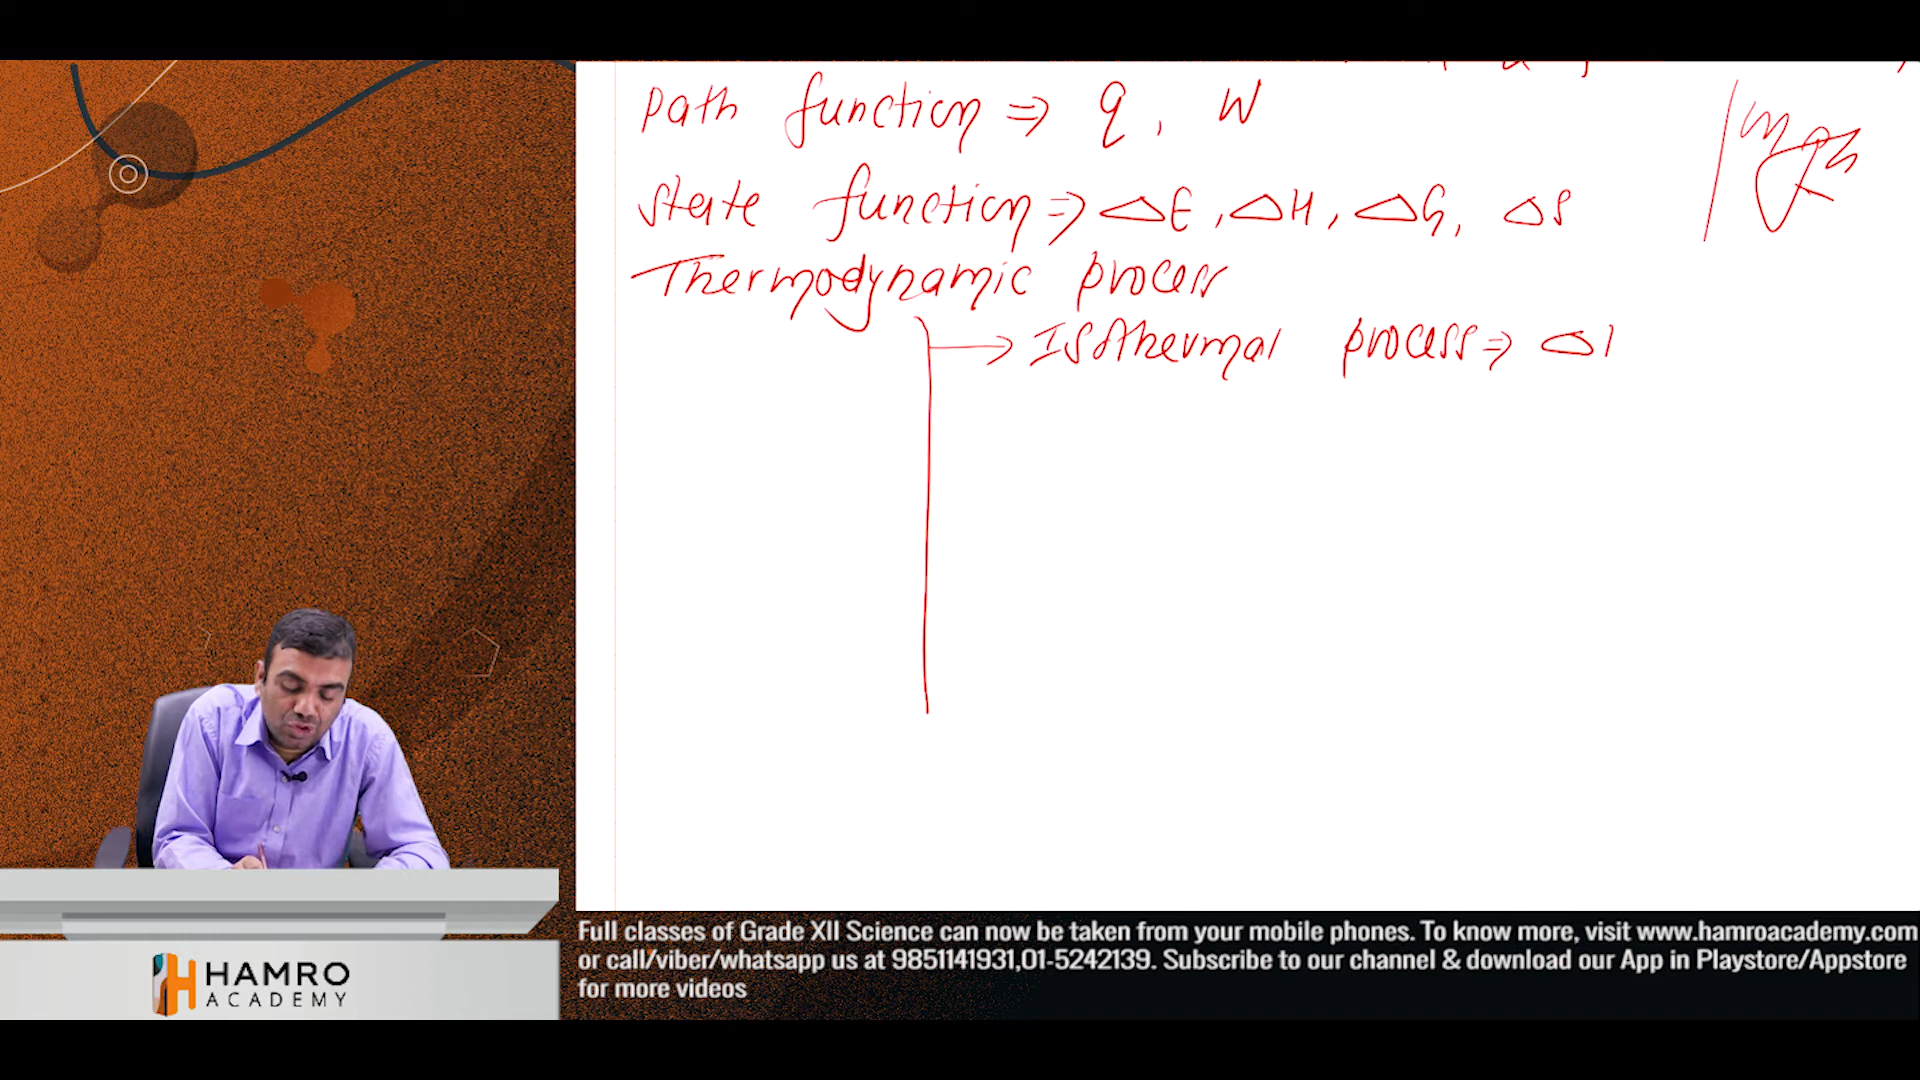 Path function ⇒ q, W
State function ⇒ ΔE, ΔH, ΔG, ΔS
Thermodynamic process
→ Isothermal process ⇒ Δ
HAMRO
ACADEMY
Full classes of Grade XII Science can now be taken from your mobile phones. To know more, visit www.hamroacademy.com
or call/viber/whatsapp us at 9851141931,01-5242139. Subscribe to our channel & download our App in Playstore/Appstore
for more videos